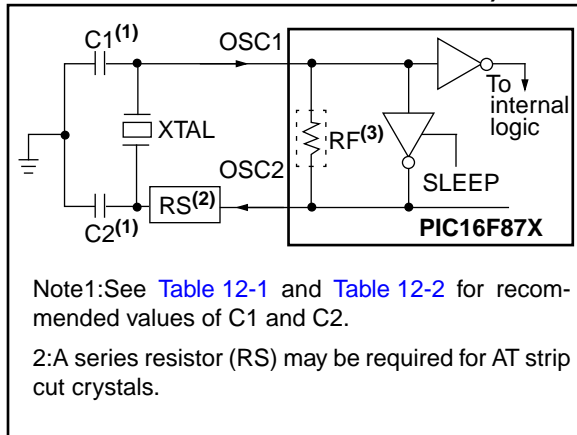 C1(1)
OSC1
To
internal
logic
XTAL
RF(3)
OSC2
SLEEP
RS(2)
C2(1)
PIC16F87X
Note1:See Table 12-1 and Table 12-2 for recom-
mended values of C1 and C2.
2:A series resistor (RS) may be required for AT strip
cut crystals.